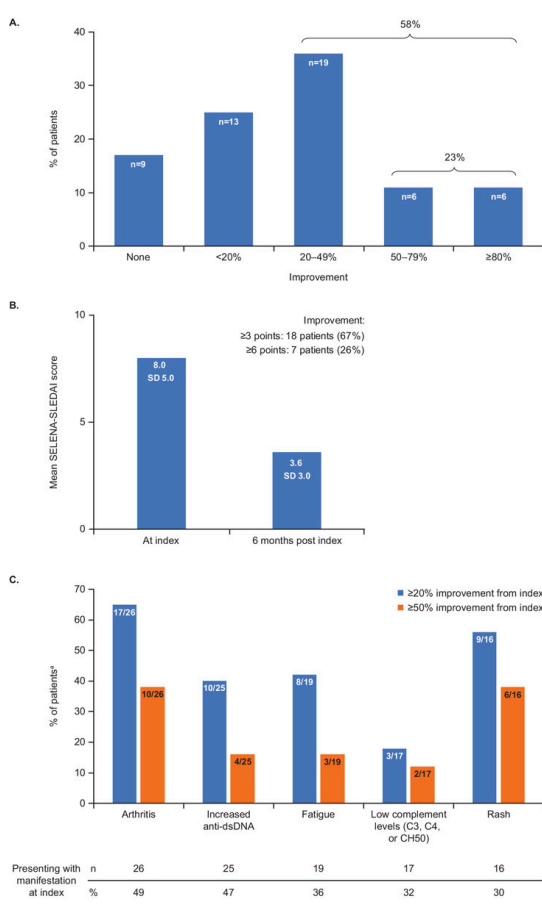 A.
58%
40
30
20
10
0
% of patients
n=9
n=13
n=19
23%
n=6
n=6
None
<20%
20–49%
50–79%
≥80%
Improvement
B.
10
5
0
Mean SELENA-SLEDAI score
Improvement:
≥3 points: 18 patients (67%)
≥6 points: 7 patients (26%)
8.0
SD 5.0
3.6
SD 3.0
At index
6 months post index
C.
70
60
50
40
30
20
10
0
% of patientsᵃ
≥20% improvement from index
≥50% improvement from index
17/26
10/26
10/25
4/25
8/19
3/19
3/17
2/17
9/16
6/16
Arthritis
Increased
anti-dsDNA
Fatigue
Low complement
levels (C3, C4,
or CH50)
Rash
Presenting with
manifestation
at index
n 26 25 19 17 16
% 49 47 36 32 30